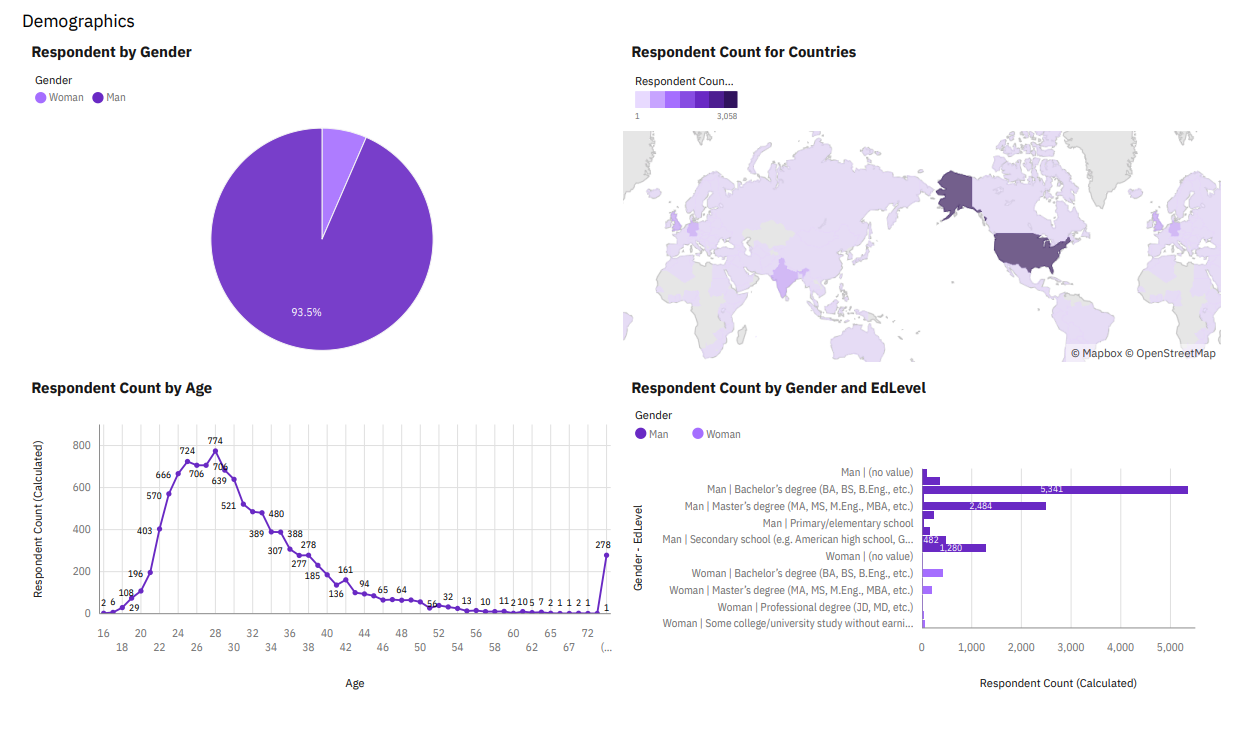 Demographics
Respondent by Gender
Gender
Woman Man
93.5%
Respondent Count for Countries
Respondent Coun...
1 3,058
© Mapbox © OpenStreetMap
Respondent Count by Age
Respondent Count (Calculated)
800
600
400
200
0
2 6 29 108 196 403 570 666 724 706 774 706 639 521 389 480 307 388 277 278 185 136 161 94 65 64 56 32 13 10 11 2 10 5 7 2 1 1 2 1 278 1
16 20 24 28 32 36 40 44 48 52 56 60 65 72
18 22 26 30 34 38 42 46 50 54 58 62 67 (...
Age
Respondent Count by Gender and EdLevel
Gender
Man Woman
Gender - EdLevel
Man | (no value)
Man | Bachelor’s degree (BA, BS, B.Eng., etc.) 5,341
Man | Master’s degree (MA, MS, M.Eng., MBA, etc.) 2,484
Man | Primary/elementary school
Man | Secondary school (e.g. American high school, G... 482
1,280
Woman | (no value)
Woman | Bachelor’s degree (BA, BS, B.Eng., etc.)
Woman | Master’s degree (MA, MS, M.Eng., MBA, etc.)
Woman | Professional degree (JD, MD, etc.)
Woman | Some college/university study without earni...
0 1,000 2,000 3,000 4,000 5,000
Respondent Count (Calculated)